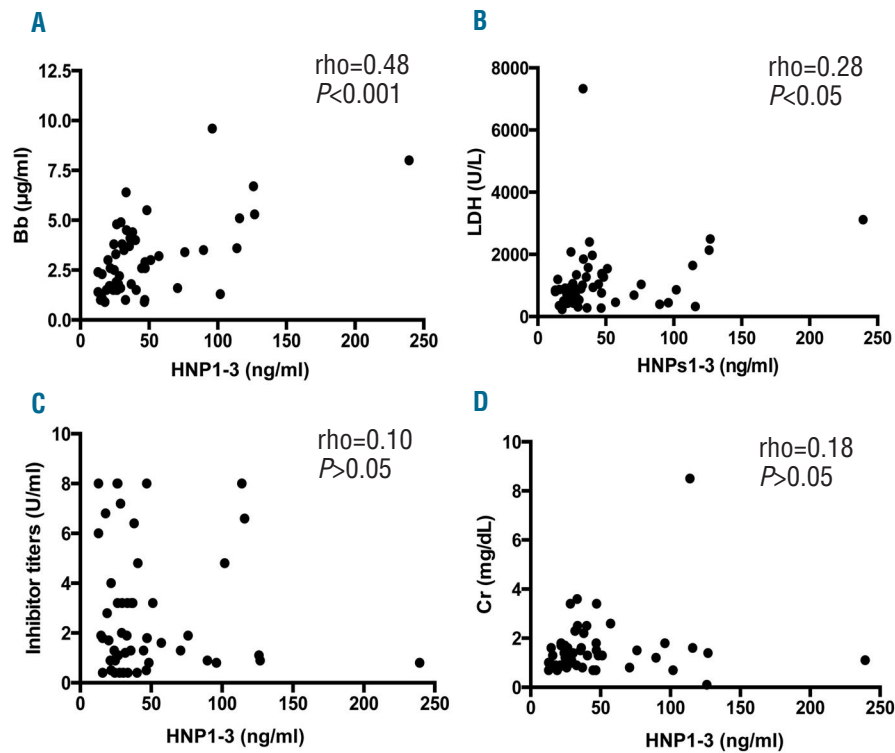 A
rho=0.48
P<0.001
12.5
10.0
7.5
5.0
2.5
0.0
Bb (µg/ml)
0 50 100 150 200 250
HNP1-3 (ng/ml)
B
rho=0.28
P<0.05
8000
6000
4000
2000
0
LDH (U/L)
0 50 100 150 200 250
HNPs1-3 (ng/ml)
C
rho=0.10
P>0.05
10
8
6
4
2
0
Inhibitor titers (U/ml)
0 50 100 150 200 250
HNP1-3 (ng/ml)
D
rho=0.18
P>0.05
10
8
6
4
2
0
Cr (mg/dL)
0 50 100 150 200 250
HNP1-3 (ng/ml)